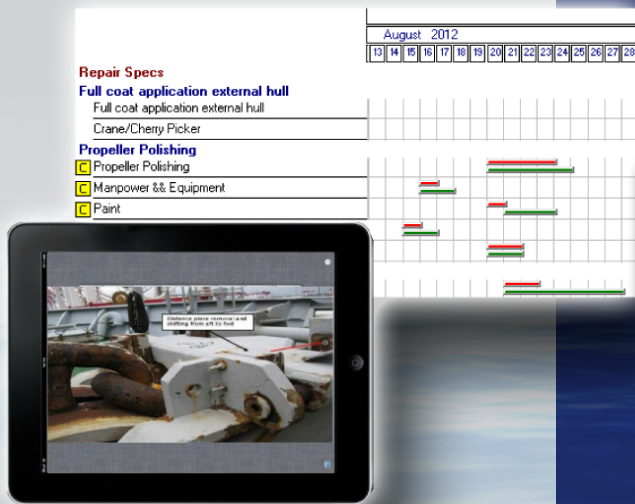 August 2012
13 14 15 16 17 18 19 20 21 22 23 24 25 26 27 28
Repair Specs
Full coat application external hull
Full coat application external hull
Crane/Cherry Picker
Propeller Polishing
C Propeller Polishing
C Manpower && Equipment
C Paint
Distance piece removal and
shifting from aft to fwd